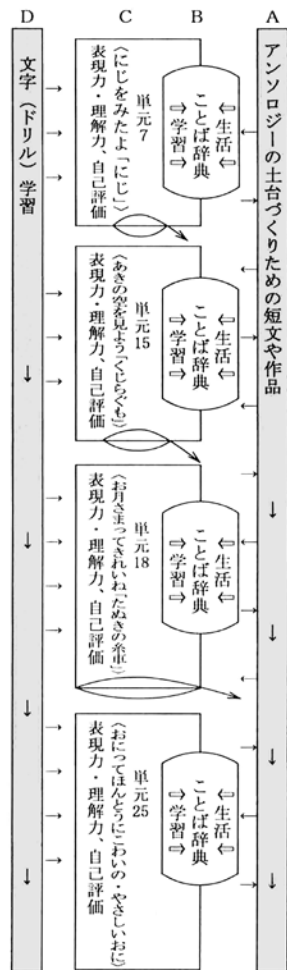 A
B
C
D
アンソロジーの土台づくりための短文や作品
⇐生活⇒
ことば辞典
⇒学習⇐
単元7
〈にじをみたよ「にじ」〉
表現力・理解力、自己評価
⇐生活⇒
ことば辞典
⇒学習⇐
単元15
〈あきの空を見よう「くじらぐも」〉
表現力・理解力、自己評価
⇐生活⇒
ことば辞典
⇒学習⇐
単元18
〈お月さまってきれいね「たぬきの糸車」〉
表現力・理解力、自己評価
⇐生活⇒
ことば辞典
⇒学習⇐
単元25
〈おにってほんとうにこわいの・やさしいおに〉
表現力・理解力、自己評価
文字（ドリル）学習